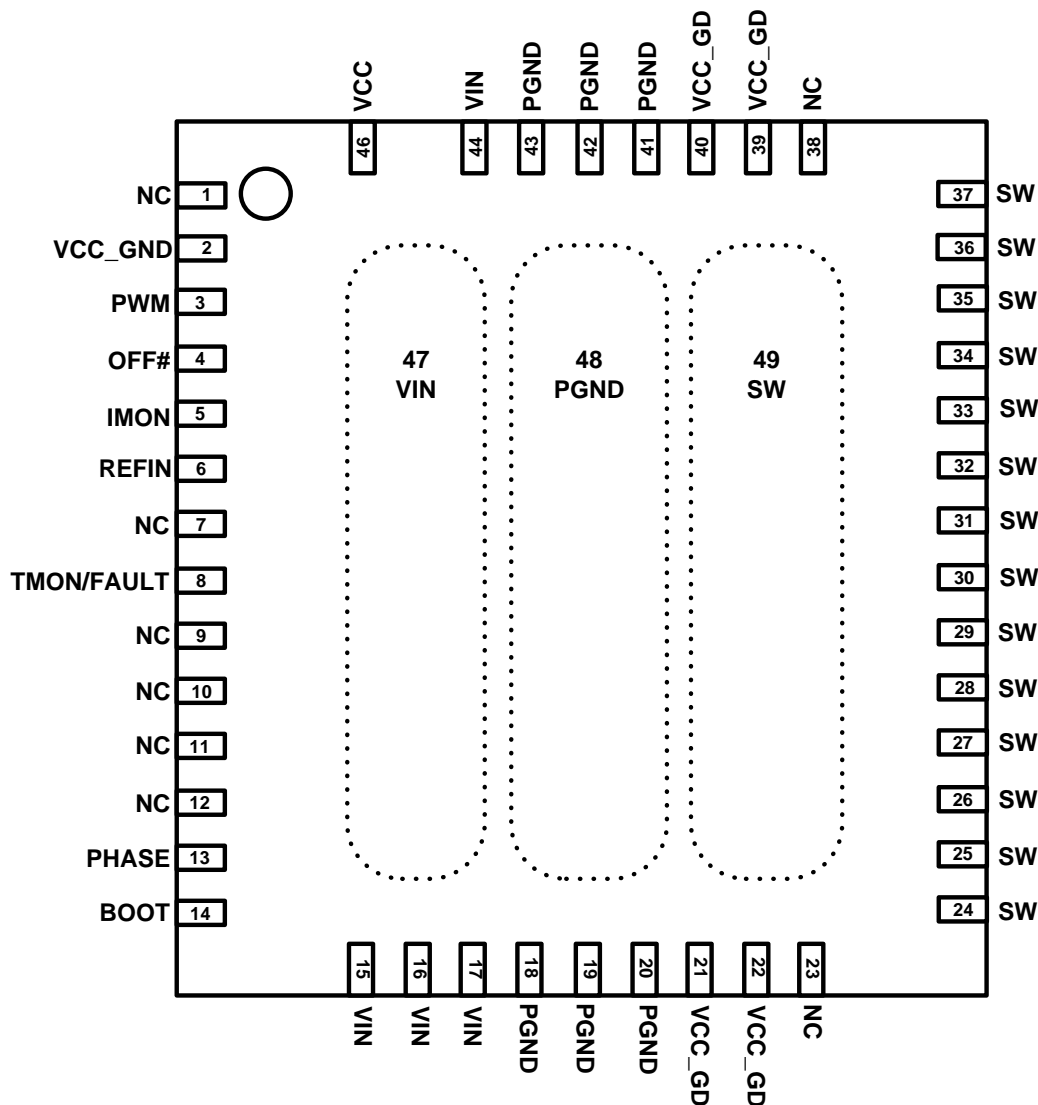 VCC
VIN
PGND
PGND
PGND
VCC_GD
VCC_GD
NC
46
44
43
42
41
40
39
38
NC 1
VCC_GND 2
PWM 3
OFF# 4
IMON 5
REFIN 6
NC 7
TMON/FAULT 8
NC 9
NC 10
NC 11
NC 12
PHASE 13
BOOT 14
47
VIN
48
PGND
49
SW
37 SW
36 SW
35 SW
34 SW
33 SW
32 SW
31 SW
30 SW
29 SW
28 SW
27 SW
26 SW
25 SW
24 SW
15
16
17
18
19
20
21
22
23
VIN
VIN
VIN
PGND
PGND
PGND
VCC_GD
VCC_GD
NC